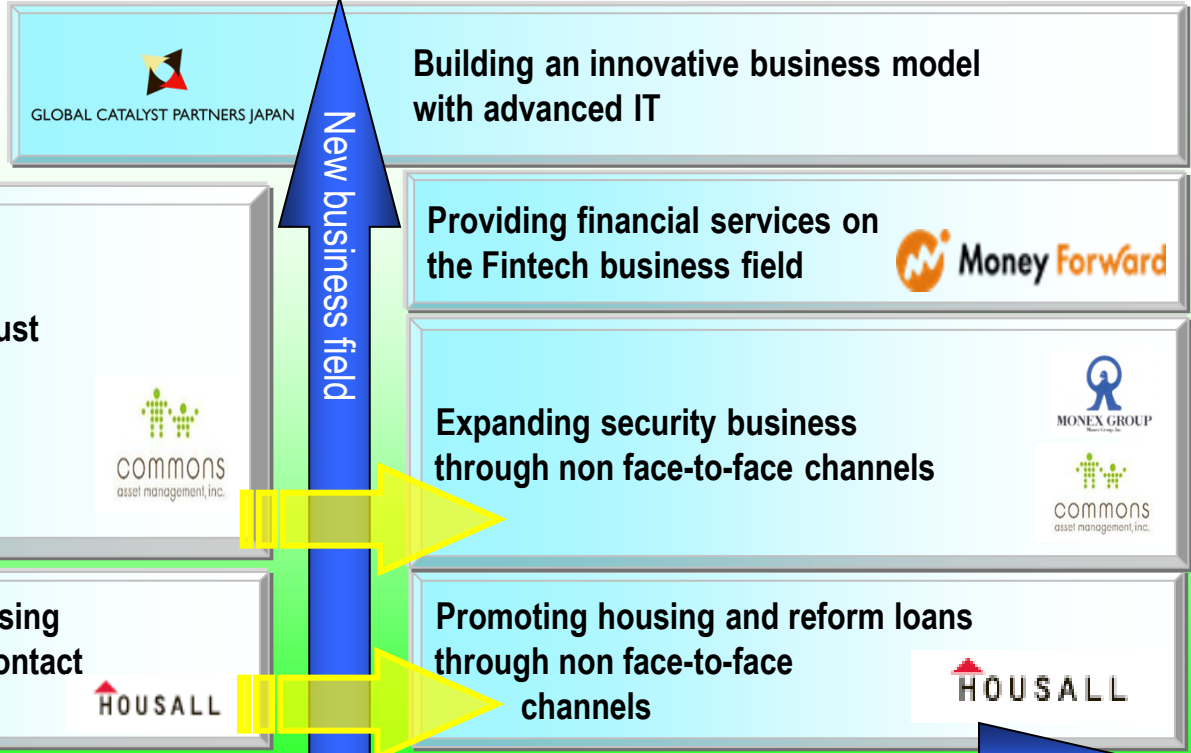 GLOBAL CATALYST PARTNERS JAPAN
Building an innovative business model
with advanced IT
New business field
Providing financial services on
the Fintech business field
Money Forward
ust
commons
asset management, inc.
Expanding security business
through non face-to-face channels
MONEX GROUP
Monex Group, Inc.
commons
asset management, inc.
sing
ontact
HOUSALL
Promoting housing and reform loans
through non face-to-face
channels
HOUSALL